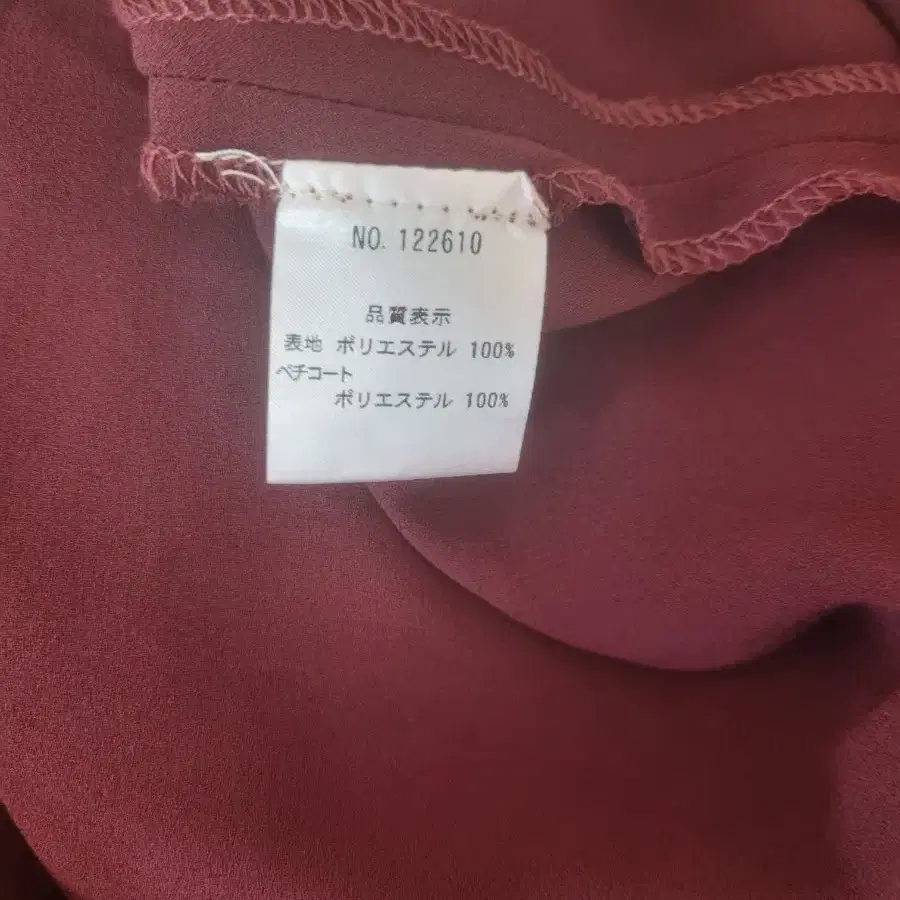 NO. 122610
品質表示
表地 ポリエステル 100%
ペチコート
ポリエステル 100%